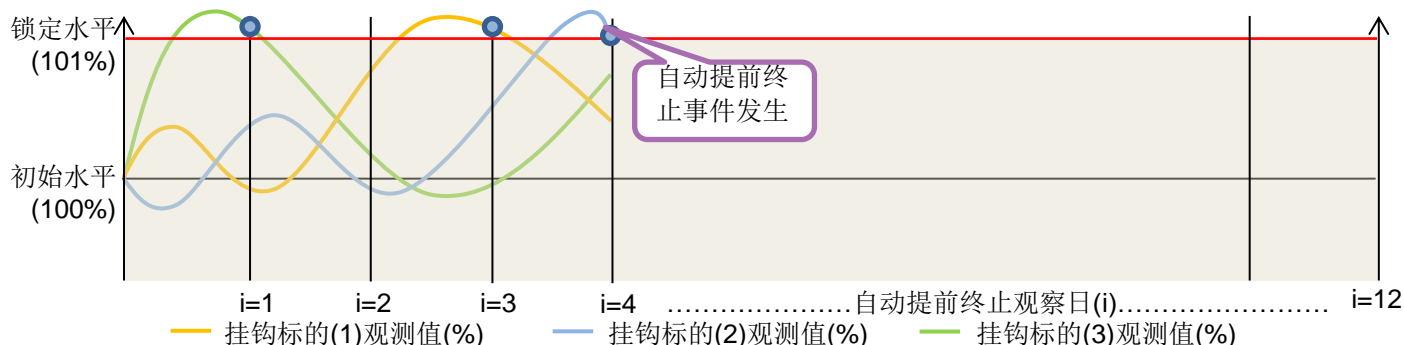 锁定水平
(101%)
自动提前终
止事件发生
初始水平
(100%)
i=1
i=2
i=3
i=4
………………..自动提前终止观察日(i)……………………
i=12
挂钩标的(1)观测值(%)
挂钩标的(2)观测值(%)
挂钩标的(3)观测值(%)